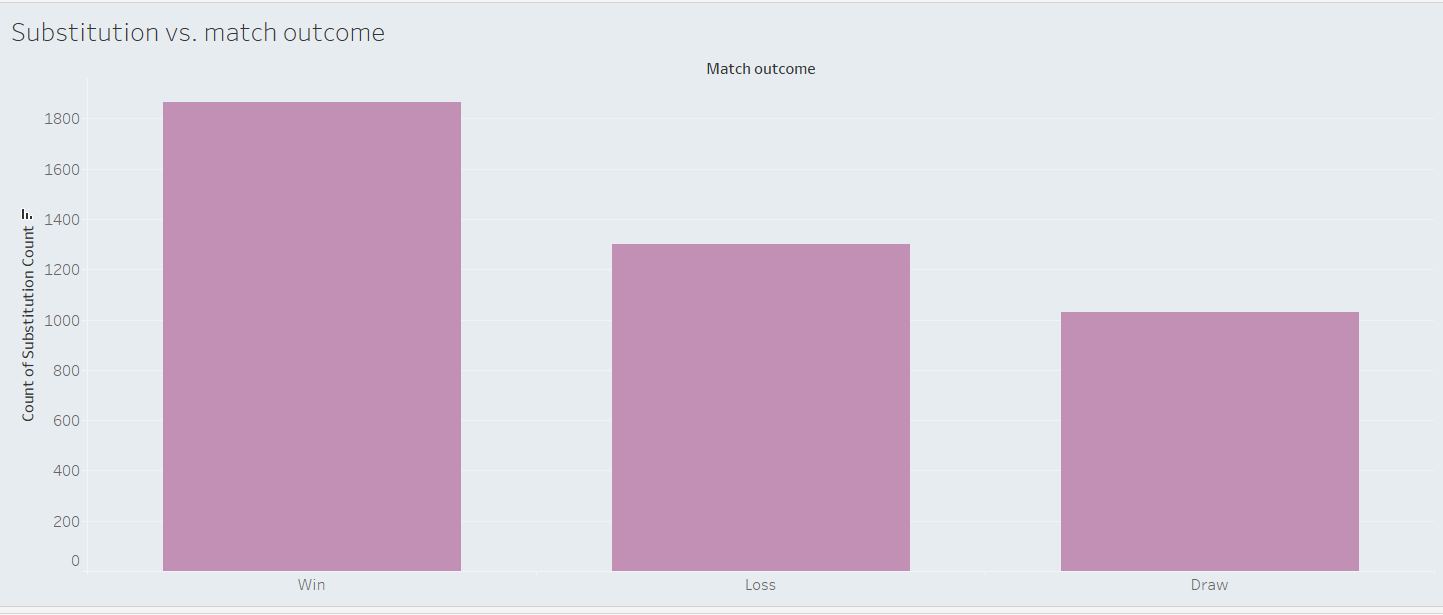 Substitution vs. match outcome
Match outcome
Count of Substitution Count
1800
1600
1400
1200
1000
800
600
400
200
0
Win
Loss
Draw